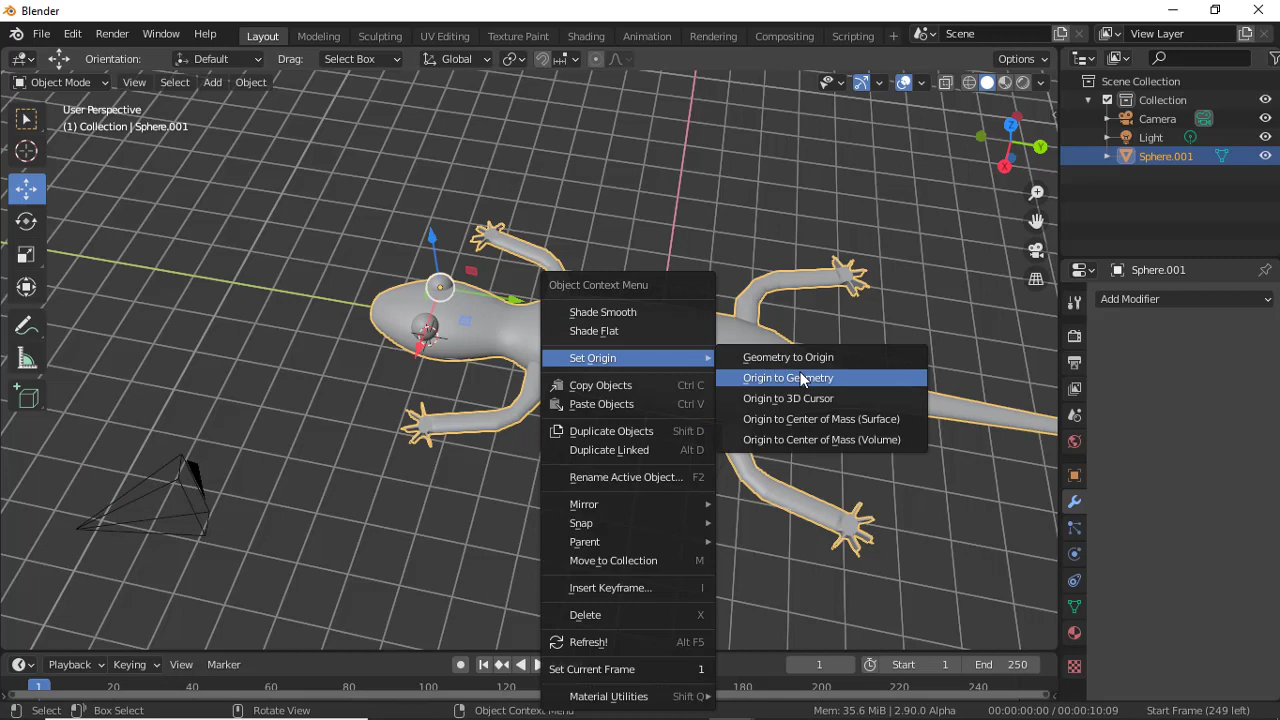 Blender
File Edit Render Window Help Layout Modeling Sculpting UV Editing Texture Paint Shading Animation Rendering Compositing Scripting + Scene View Layer
Orientation: Default Drag: Select Box Global Options
Object Mode View Select Add Object
User Perspective
(1) Collection | Sphere.001
Z
Y
X
Scene Collection
Collection
Camera
Light
Sphere.001
Sphere.001
Add Modifier
Object Context Menu
Shade Smooth
Shade Flat
Set Origin
Copy Objects Ctrl C
Paste Objects Ctrl V
Duplicate Objects Shift D
Duplicate Linked Alt D
Rename Active Object... F2
Mirror
Snap
Parent
Move to Collection M
Insert Keyframe... I
Delete X
Refresh! Alt F5
Set Current Frame 1
Material Utilities Shift Q
Geometry to Origin
Origin to Geometry
Origin to 3D Cursor
Origin to Center of Mass (Surface)
Origin to Center of Mass (Volume)
Playback Keying View Marker 1 Start 1 End 250
1 20 40 60 80 100 120 180 200 220 240
Select Box Select Rotate View Object Context Menu Mem: 35.6 MiB | 2.90.0 Alpha 00:00:00:00 / 00:00:10:09 Start Frame (249 left)